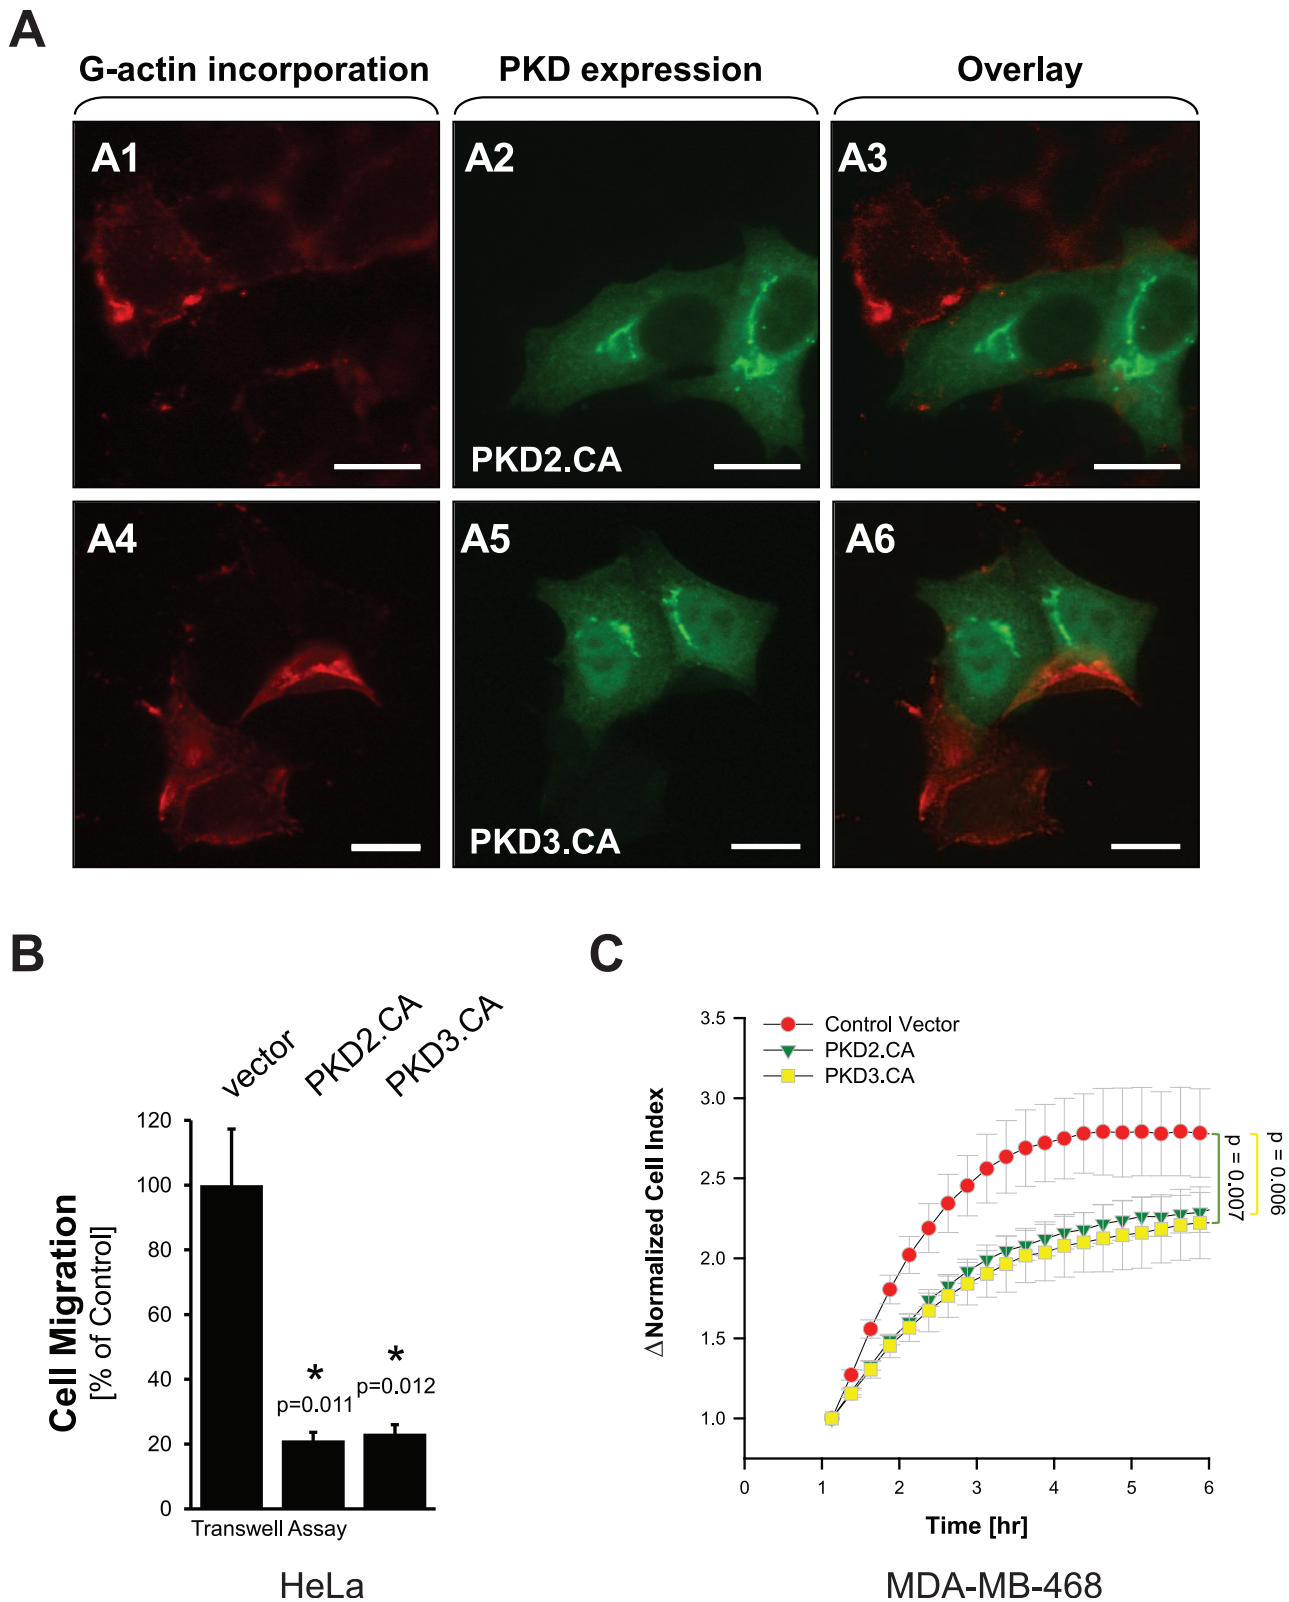 A
G-actin incorporation
PKD expression
Overlay
A1
A2
A3
PKD2.CA
A4
A5
A6
PKD3.CA
B
vector
PKD2.CA
PKD3.CA
Cell Migration
[% of Control]
120
100
80
60
40
20
0
*
p=0.011
*
p=0.012
Transwell Assay
HeLa
C
Control Vector
PKD2.CA
PKD3.CA
ΔNormalized Cell Index
3.5
3.0
2.5
2.0
1.5
1.0
0 1 2 3 4 5 6
p = 0.007
p = 0.006
Time [hr]
MDA-MB-468